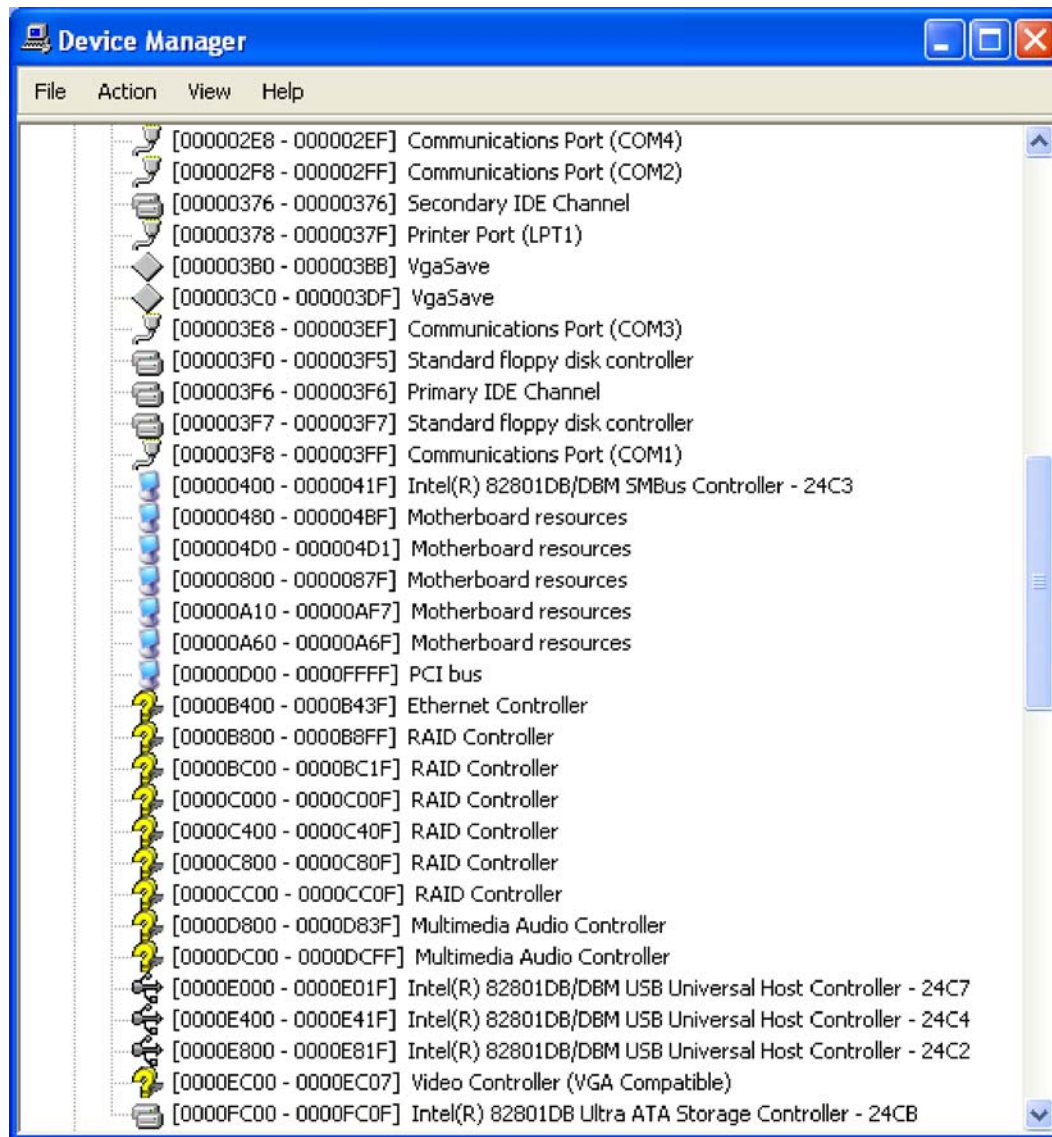 Device Manager
File Action View Help
[000002E8 - 000002EF] Communications Port (COM4)
[000002F8 - 000002FF] Communications Port (COM2)
[00000376 - 00000376] Secondary IDE Channel
[00000378 - 0000037F] Printer Port (LPT1)
[000003B0 - 000003BB] VgaSave
[000003C0 - 000003DF] VgaSave
[000003E8 - 000003EF] Communications Port (COM3)
[000003F0 - 000003F5] Standard floppy disk controller
[000003F6 - 000003F6] Primary IDE Channel
[000003F7 - 000003F7] Standard floppy disk controller
[000003F8 - 000003FF] Communications Port (COM1)
[00000400 - 0000041F] Intel(R) 82801DB/DBM SMBus Controller - 24C3
[00000480 - 000004BF] Motherboard resources
[000004D0 - 000004D1] Motherboard resources
[00000800 - 0000087F] Motherboard resources
[00000A10 - 00000AF7] Motherboard resources
[00000A60 - 00000A6F] Motherboard resources
[00000D00 - 0000FFFF] PCI bus
[0000B400 - 0000B43F] Ethernet Controller
[0000B800 - 0000B8FF] RAID Controller
[0000BC00 - 0000BC1F] RAID Controller
[0000C000 - 0000C00F] RAID Controller
[0000C400 - 0000C40F] RAID Controller
[0000C800 - 0000C80F] RAID Controller
[0000CC00 - 0000CC0F] RAID Controller
[0000D800 - 0000D83F] Multimedia Audio Controller
[0000DC00 - 0000DCFF] Multimedia Audio Controller
[0000E000 - 0000E01F] Intel(R) 82801DB/DBM USB Universal Host Controller - 24C7
[0000E400 - 0000E41F] Intel(R) 82801DB/DBM USB Universal Host Controller - 24C4
[0000E800 - 0000E81F] Intel(R) 82801DB/DBM USB Universal Host Controller - 24C2
[0000EC00 - 0000EC07] Video Controller (VGA Compatible)
[0000FC00 - 0000FC0F] Intel(R) 82801DB Ultra ATA Storage Controller - 24CB